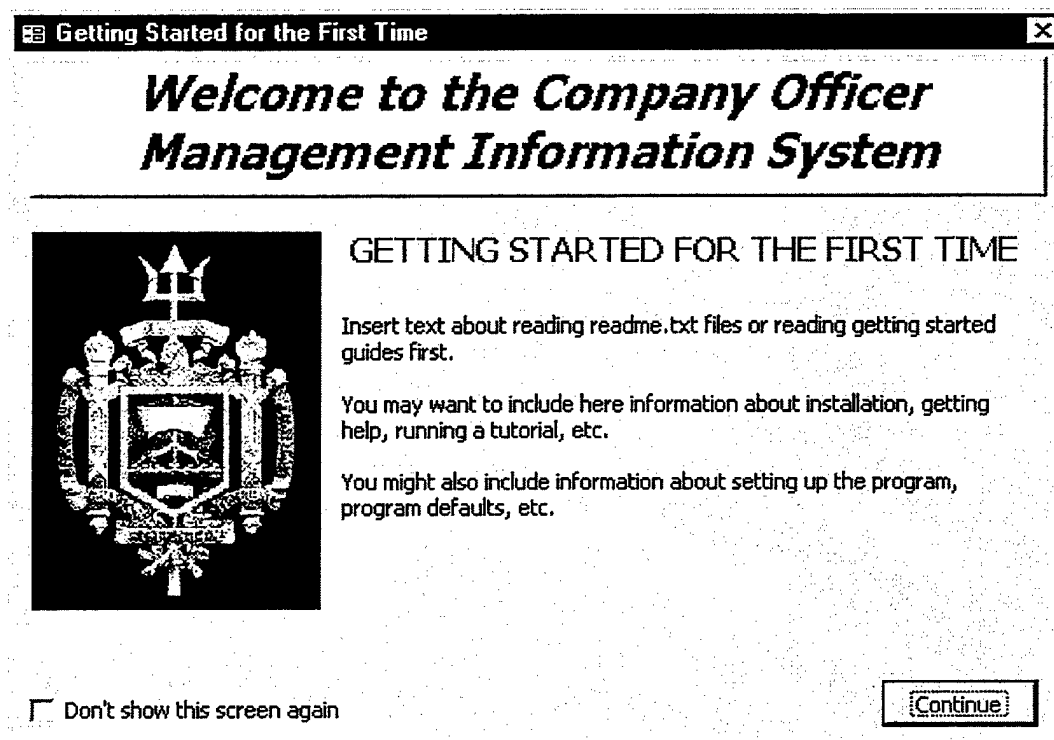 Getting Started for the First Time
Welcome to the Company Officer
Management Information System
GETTING STARTED FOR THE FIRST TIME
Insert text about reading readme.txt files or reading getting started
guides first.
You may want to include here information about installation, getting
help, running a tutorial, etc.
You might also include information about setting up the program,
program defaults, etc.
Don't show this screen again
Continue